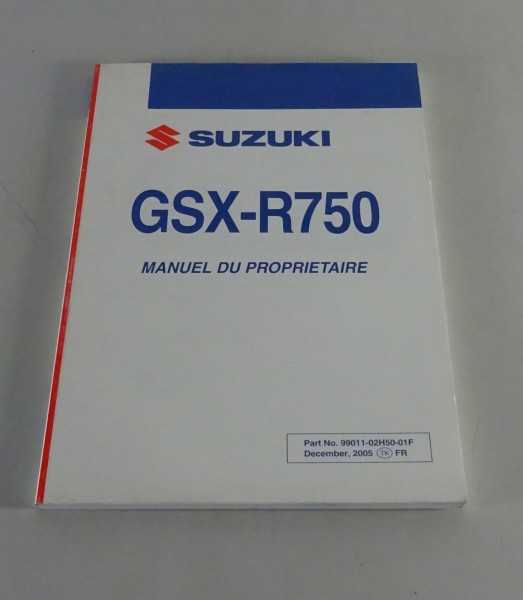 SUZUKI
GSX-R750
MANUEL DU PROPRIETAIRE
Part No. 99011-02H50-01F
December, 2005 TK FR